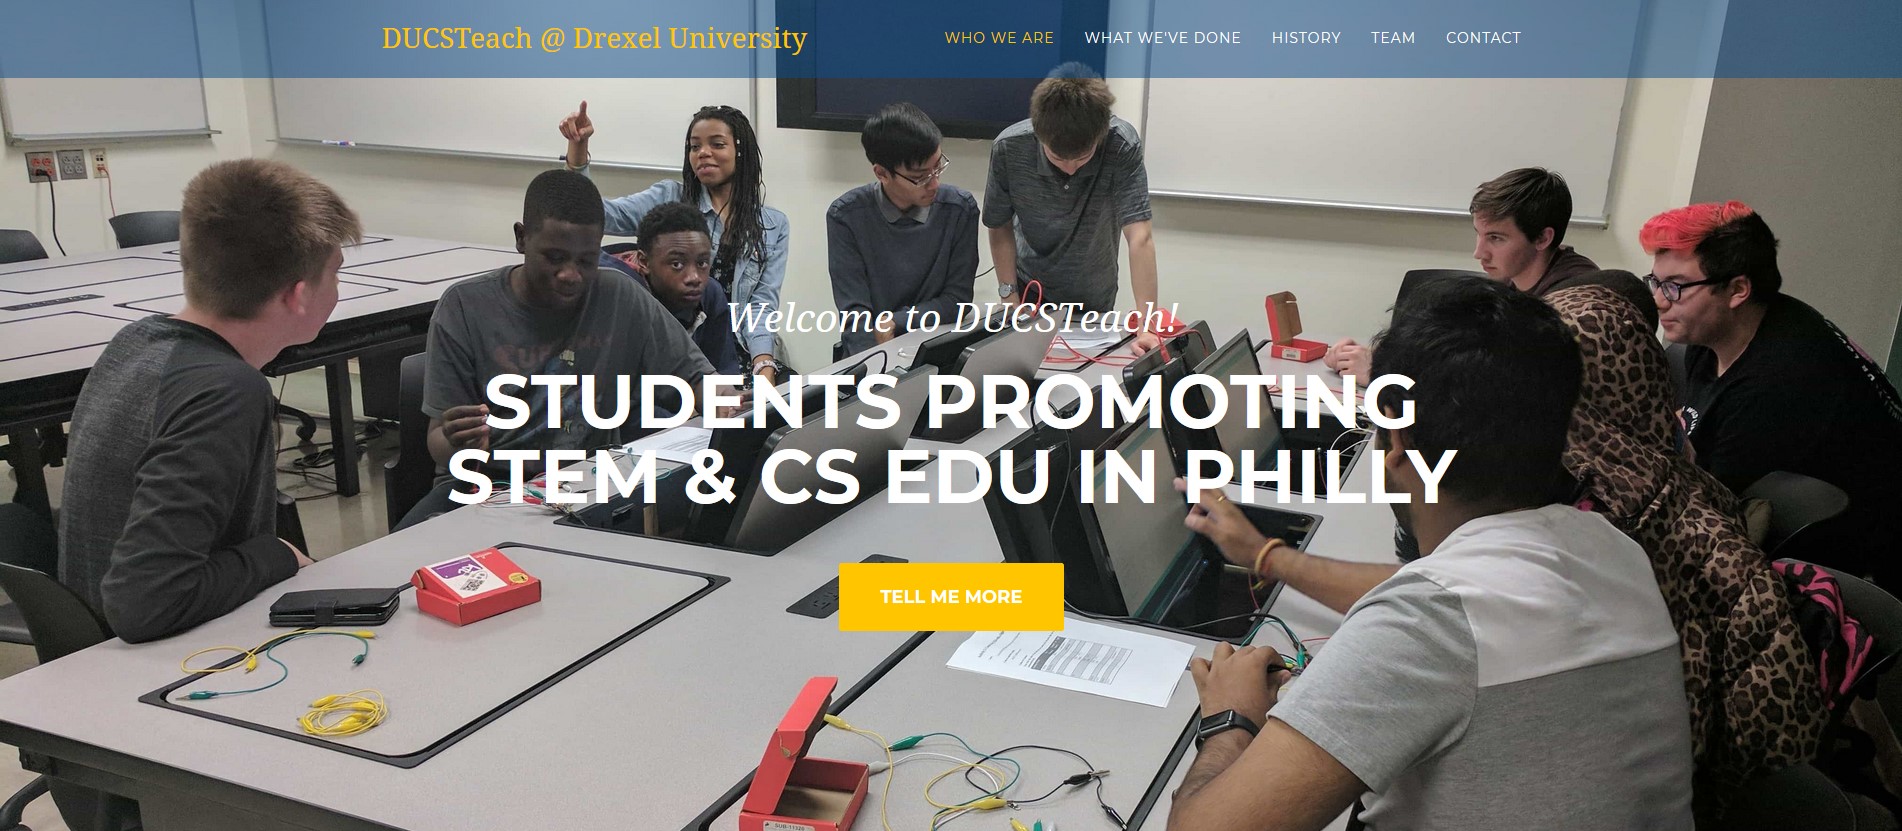 DUCSTeach @ Drexel University
WHO WE ARE
WHAT WE'VE DONE
HISTORY
TEAM
CONTACT
Welcome to DUCSTeach!
STUDENTS PROMOTING
STEM & CS EDU IN PHILLY
TELL ME MORE